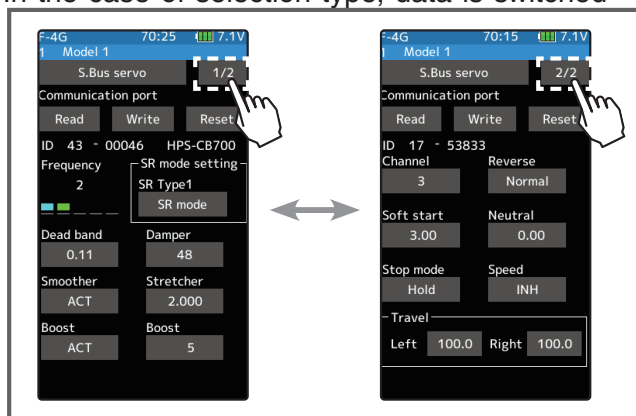 In the case of selection type, data is switched
F-4G 70:25 7.1V
1 Model 1
S.Bus servo 1/2
Communication port
Read Write Reset
ID 43 - 00046 HPS-CB700
Frequency SR mode setting
2 SR Type1
SR mode
Dead band Damper
0.11 48
Smoother Stretcher
ACT 2.000
Boost Boost
ACT 5
F-4G 70:15 7.1V
1 Model 1
S.Bus servo 2/2
Communication port
Read Write Reset
ID 17 - 53833
Channel Reverse
3 Normal
Soft start Neutral
3.00 0.00
Stop mode Speed
Hold INH
Travel
Left 100.0 Right 100.0